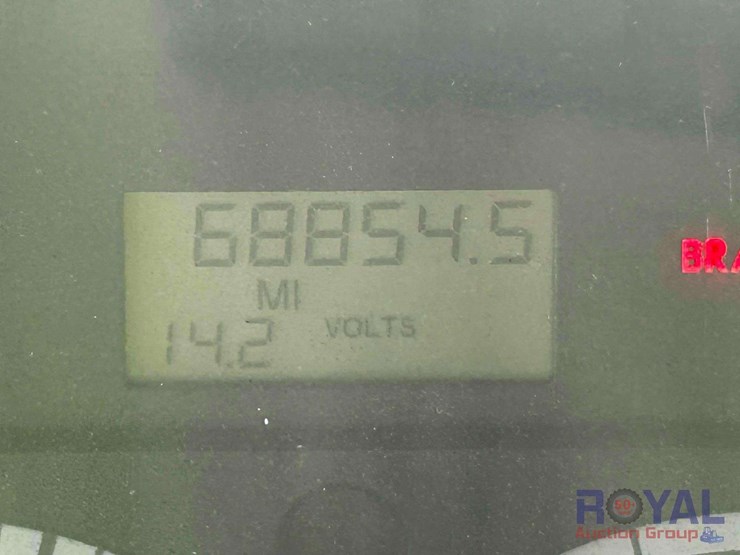 68854.5
MI
14.2 VOLTS
BRA
ROYAL
Auction Group